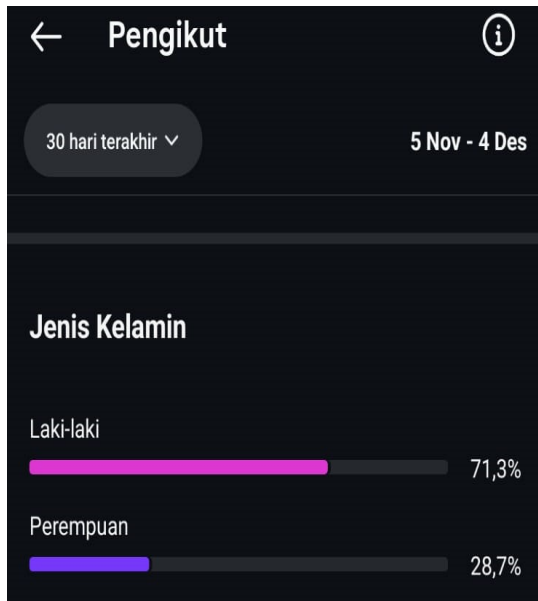 Pengikut
30 hari terakhir
5 Nov - 4 Des
Jenis Kelamin
Laki-laki
71,3%
Perempuan
28,7%